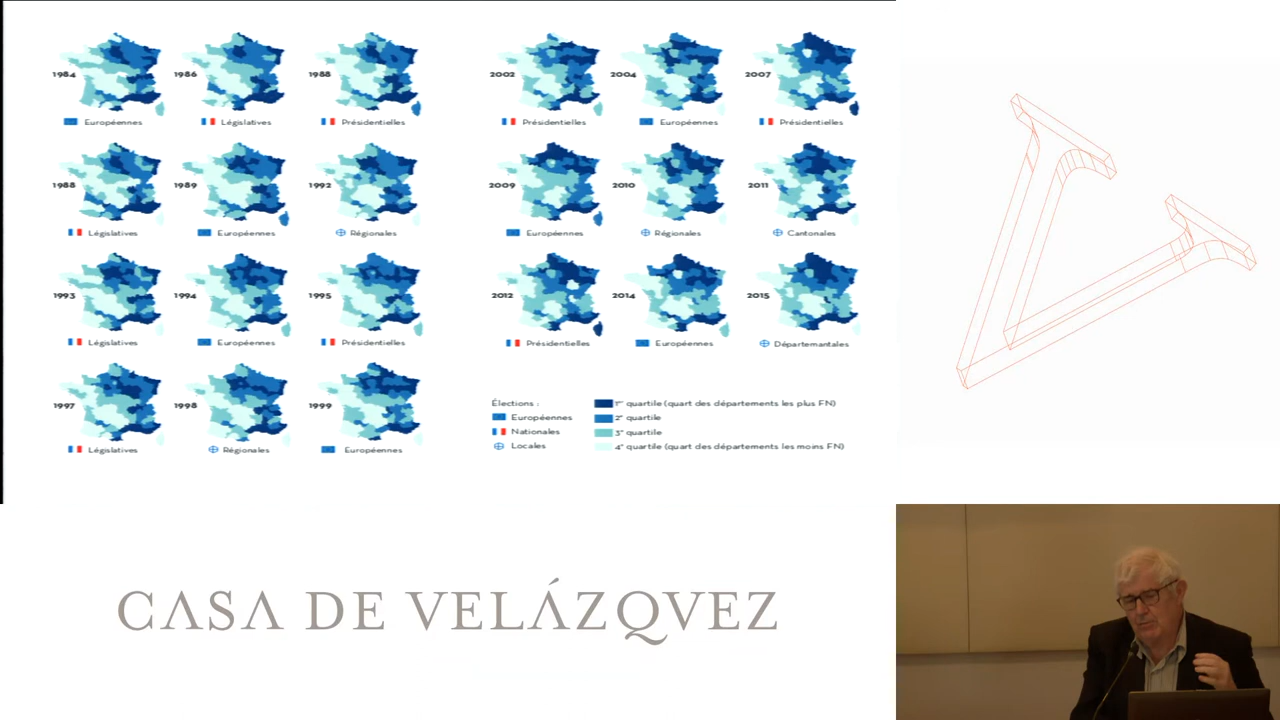 1984
Européennes
1986
Législatives
1988
Présidentielles
1988
Législatives
1989
Européennes
1992
Régionales
1993
Législatives
1994
Européennes
1995
Présidentielles
1997
Législatives
1998
Régionales
1999
Européennes
2002
Présidentielles
2004
Européennes
2007
Présidentielles
2009
Européennes
2010
Régionales
2011
Cantonales
2012
Présidentielles
2014
Européennes
2015
Départementales
Élections :
Européennes
Nationales
Locales
1er quartile (quart des départements les plus FN)
2e quartile
3e quartile
4e quartile (quart des départements les moins FN)
CASA DE VELÁZQVEZ